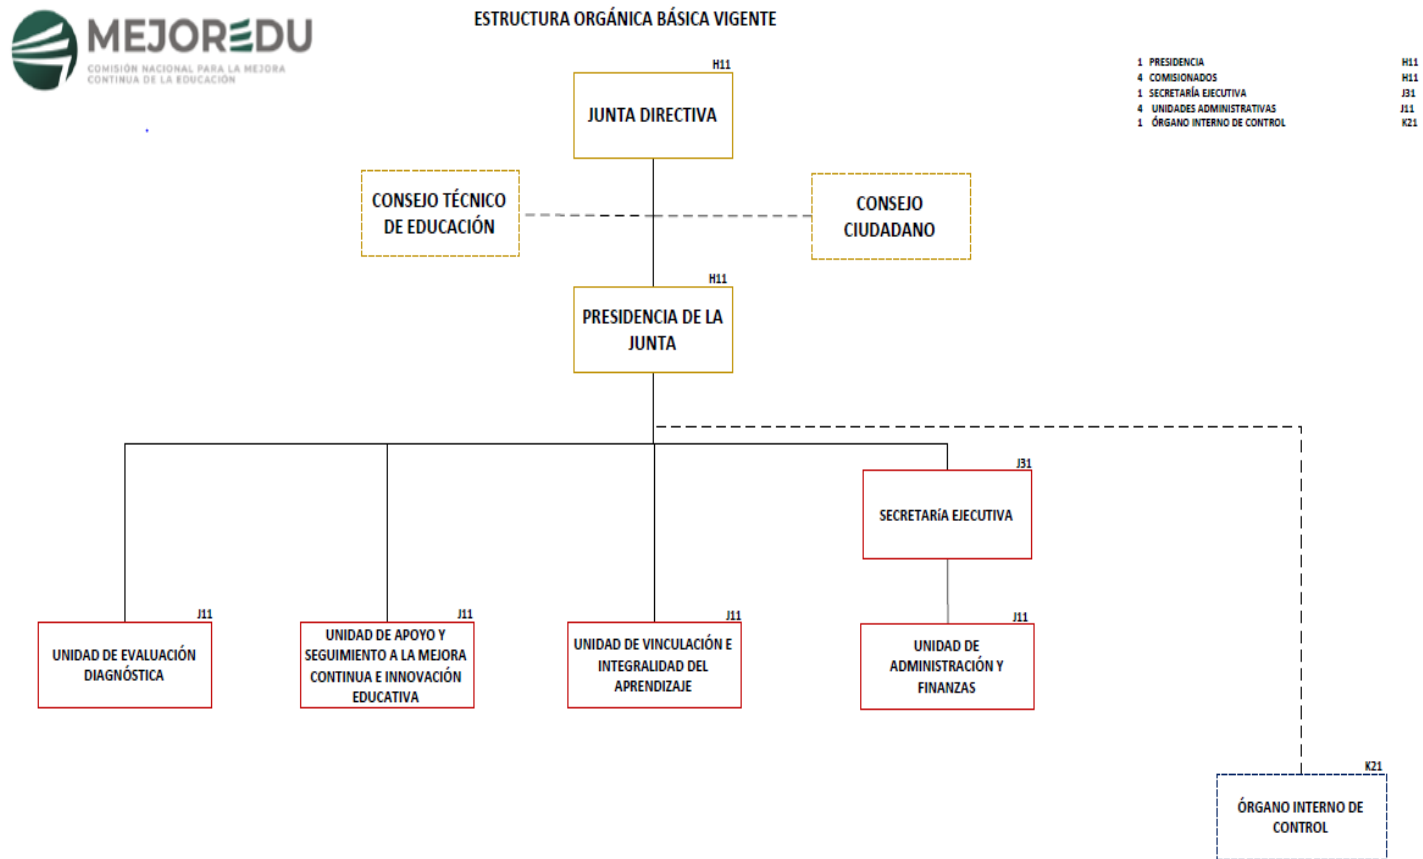 MEJOREDU
COMISIÓN NACIONAL PARA LA MEJORA
CONTINUA DE LA EDUCACIÓN
ESTRUCTURA ORGÁNICA BÁSICA VIGENTE
1 PRESIDENCIA H11
4 COMISIONADOS H11
1 SECRETARÍA EJECUTIVA J31
4 UNIDADES ADMINISTRATIVAS J11
1 ÓRGANO INTERNO DE CONTROL K21
H11
JUNTA DIRECTIVA
CONSEJO TÉCNICO
DE EDUCACIÓN
CONSEJO
CIUDADANO
H11
PRESIDENCIA DE LA
JUNTA
J31
SECRETARíA EJECUTIVA
J11
UNIDAD DE EVALUACIÓN
DIAGNÓSTICA
J11
UNIDAD DE APOYO Y
SEGUIMIENTO A LA MEJORA
CONTINUA E INNOVACIÓN
EDUCATIVA
J11
UNIDAD DE VINCULACIÓN E
INTEGRALIDAD DEL
APRENDIZAJE
J11
UNIDAD DE
ADMINISTRACIÓN Y
FINANZAS
K21
ÓRGANO INTERNO DE
CONTROL